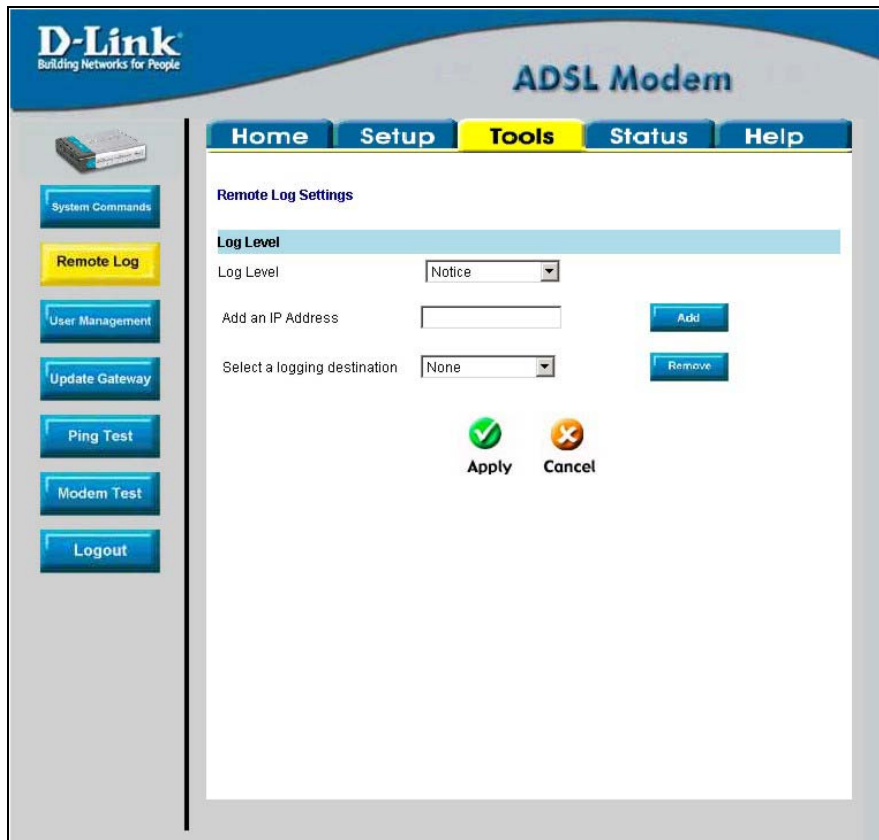 D-Link
Building Networks for People
ADSL Modem
Home Setup Tools Status Help
System Commands
Remote Log
User Management
Update Gateway
Ping Test
Modem Test
Logout
Remote Log Settings
Log Level
Log Level Notice
Add an IP Address Add
Select a logging destination None Remove
Apply Cancel